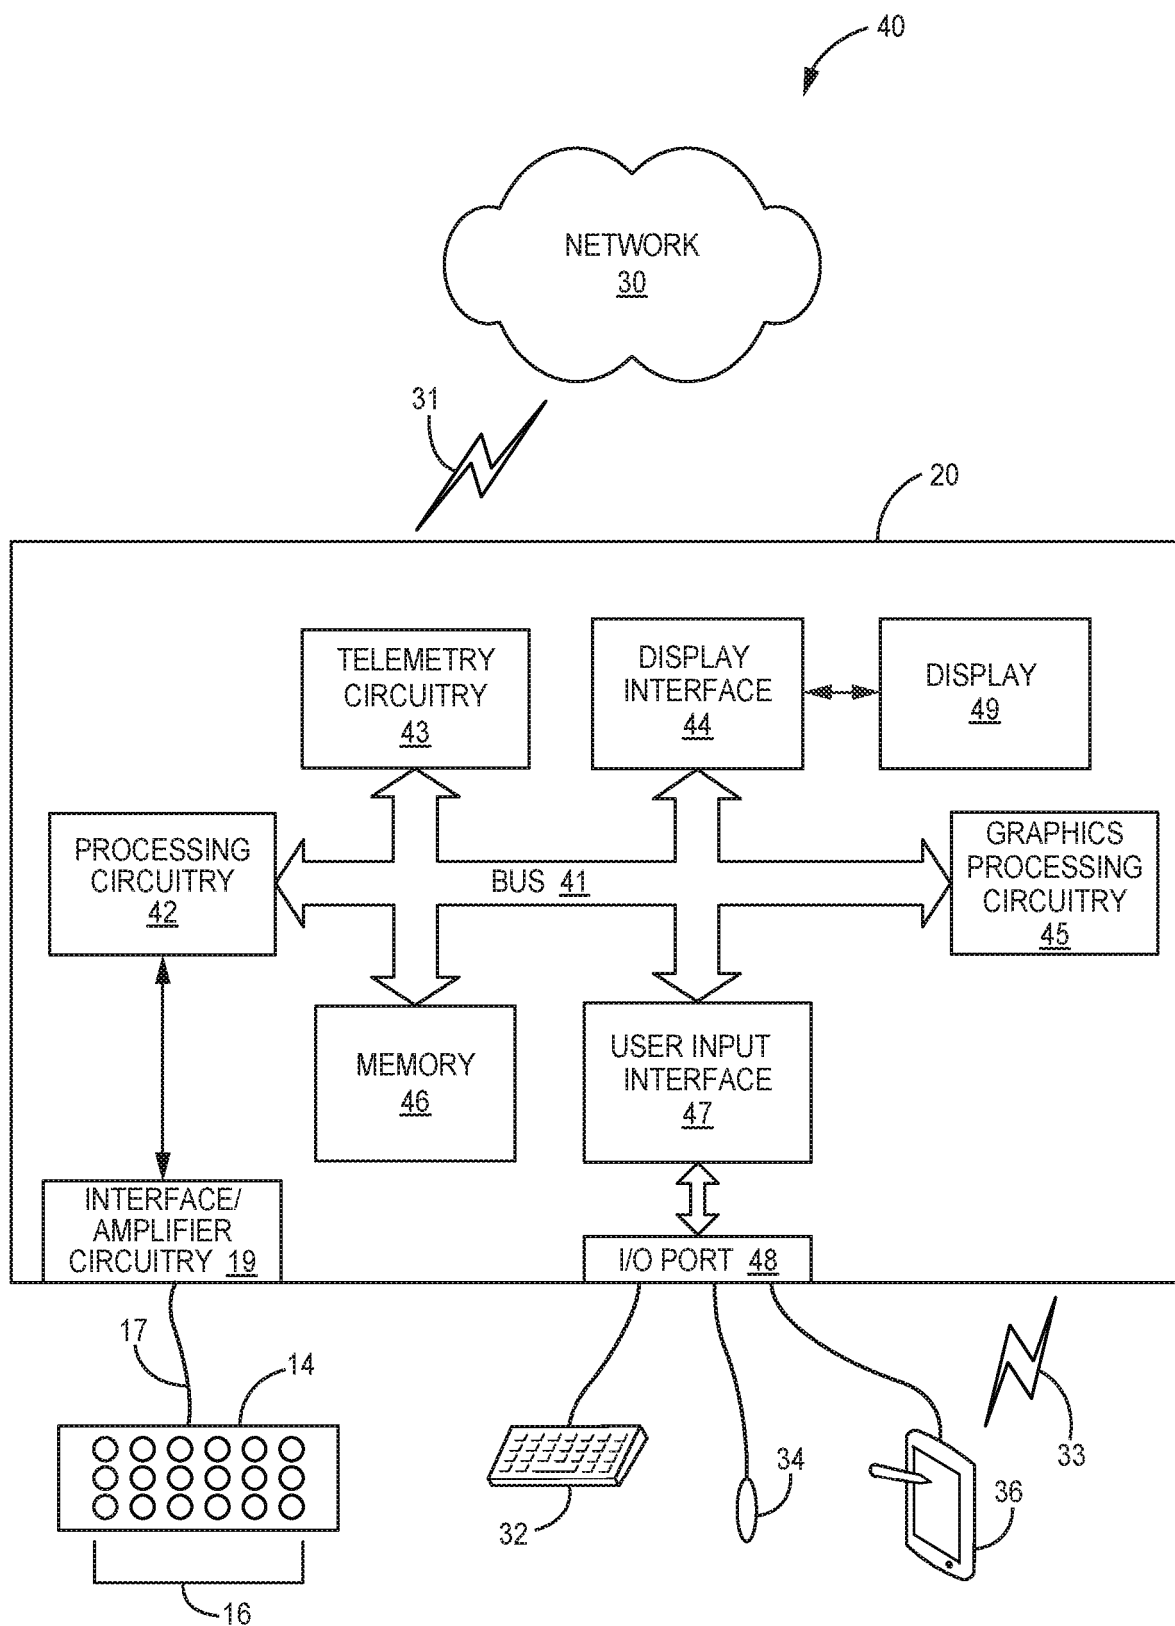 40
NETWORK
30
31
20
TELEMETRY
CIRCUITRY
43
DISPLAY
INTERFACE
44
DISPLAY
49
PROCESSING
CIRCUITRY
42
BUS 41
GRAPHICS
PROCESSING
CIRCUITRY
45
MEMORY
46
USER INPUT
INTERFACE
47
INTERFACE/
AMPLIFIER
CIRCUITRY 19
I/O PORT 48
17
14
16
32
34
36
33